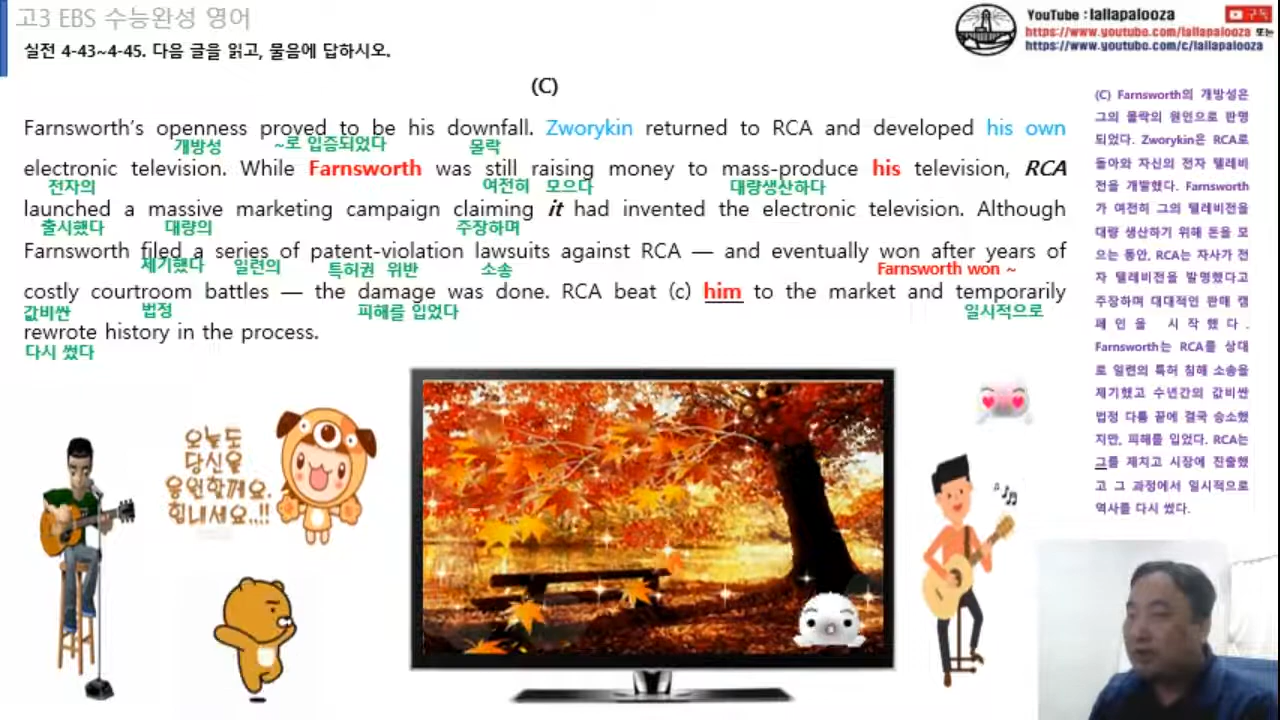 고3 EBS 수능완성 영어
YouTube : lallapalooza
구독
https://www.youtube.com/lallapalooza 또는
https://www.youtube.com/c/lallapalooza
실전 4-43~4-45. 다음 글을 읽고, 물음에 답하시오.
(C)
Farnsworth's openness proved to be his downfall. Zworykin returned to RCA and developed his own
개방성 ~로 입증되었다 몰락
electronic television. While Farnsworth was still raising money to mass-produce his television, RCA
전자의 여전히 모으다 대량생산하다
launched a massive marketing campaign claiming it had invented the electronic television. Although
출시했다 대량의 주장하며
Farnsworth filed a series of patent-violation lawsuits against RCA — and eventually won after years of
제기했다 일련의 특허권 위반 소송 Farnsworth won ~
costly courtroom battles — the damage was done. RCA beat (c) him to the market and temporarily
값비싼 법정 피해를 입었다 일시적으로
rewrote history in the process.
다시 썼다
(C) Farnsworth의 개방성은
그의 몰락의 원인으로 판명
되었다. Zworykin은 RCA로
돌아와 자신의 전자 텔레비
전을 개발했다. Farnsworth
가 여전히 그의 텔레비전을
대량 생산하기 위해 돈을 모
으는 동안, RCA는 자사가 전
자 텔레비전을 발명했다고
주장하며 대대적인 판매 캠
페인을 시작했다.
Farnsworth는 RCA를 상대
로 일련의 특허 침해 소송을
제기했고 수년간의 값비싼
법정 다툼 끝에 결국 승소했
지만, 피해를 입었다. RCA는
그를 제치고 시장에 진출했
고 그 과정에서 일시적으로
역사를 다시 썼다.
오늘도
당신을
응원할게요.
힘내세요..!!